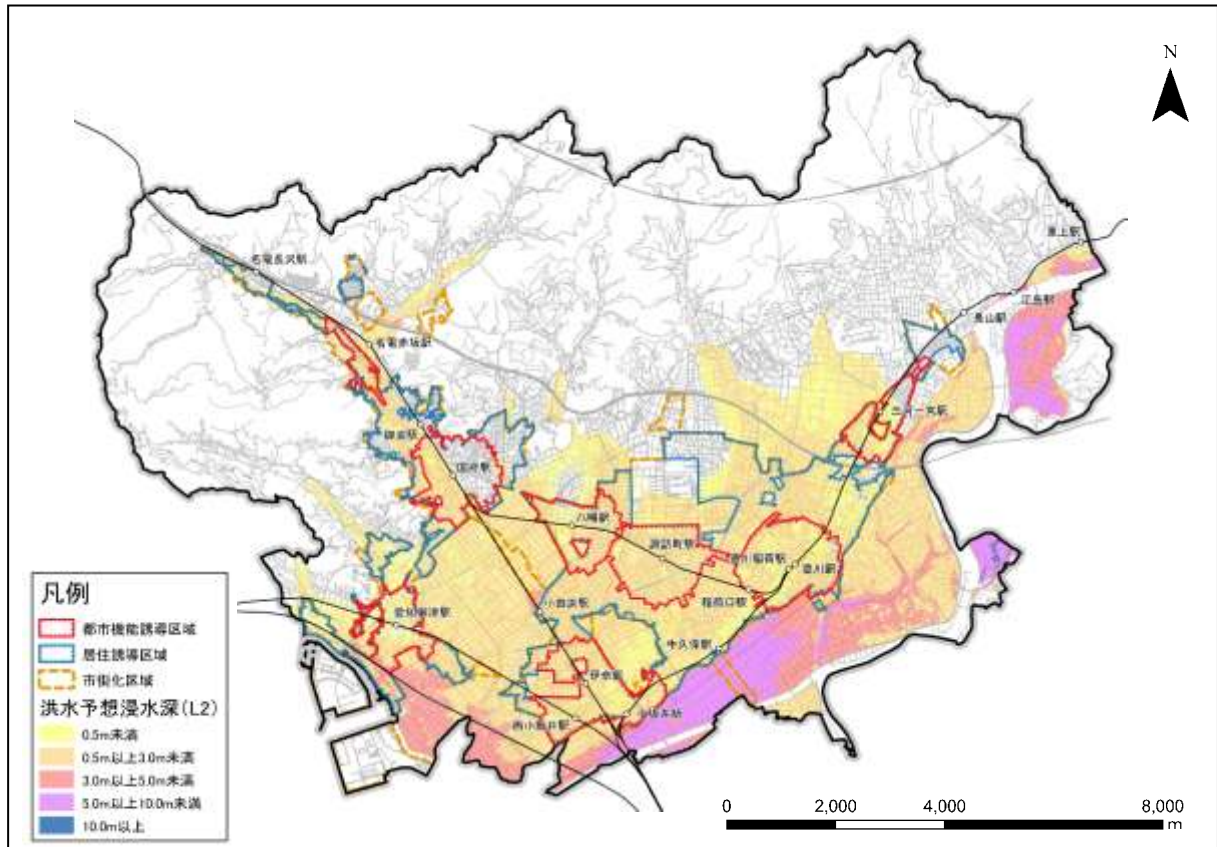 N
東上駅
名電長沢駅
江島駅
長山駅
名電赤坂駅
三河一宮駅
御油駅
国府駅
八幡駅
諏訪町駅
豊川稲荷駅
豊川駅
稲荷口駅
小田渕駅
愛知御津駅
牛久保駅
伊奈駅
小坂井駅
西小坂井駅
凡例
都市機能誘導区域
居住誘導区域
市街化区域
洪水予想浸水深(L2)
0.5m未満
0.5m以上3.0m未満
3.0m以上5.0m未満
5.0m以上10.0m未満
10.0m以上
0 2,000 4,000 8,000
m